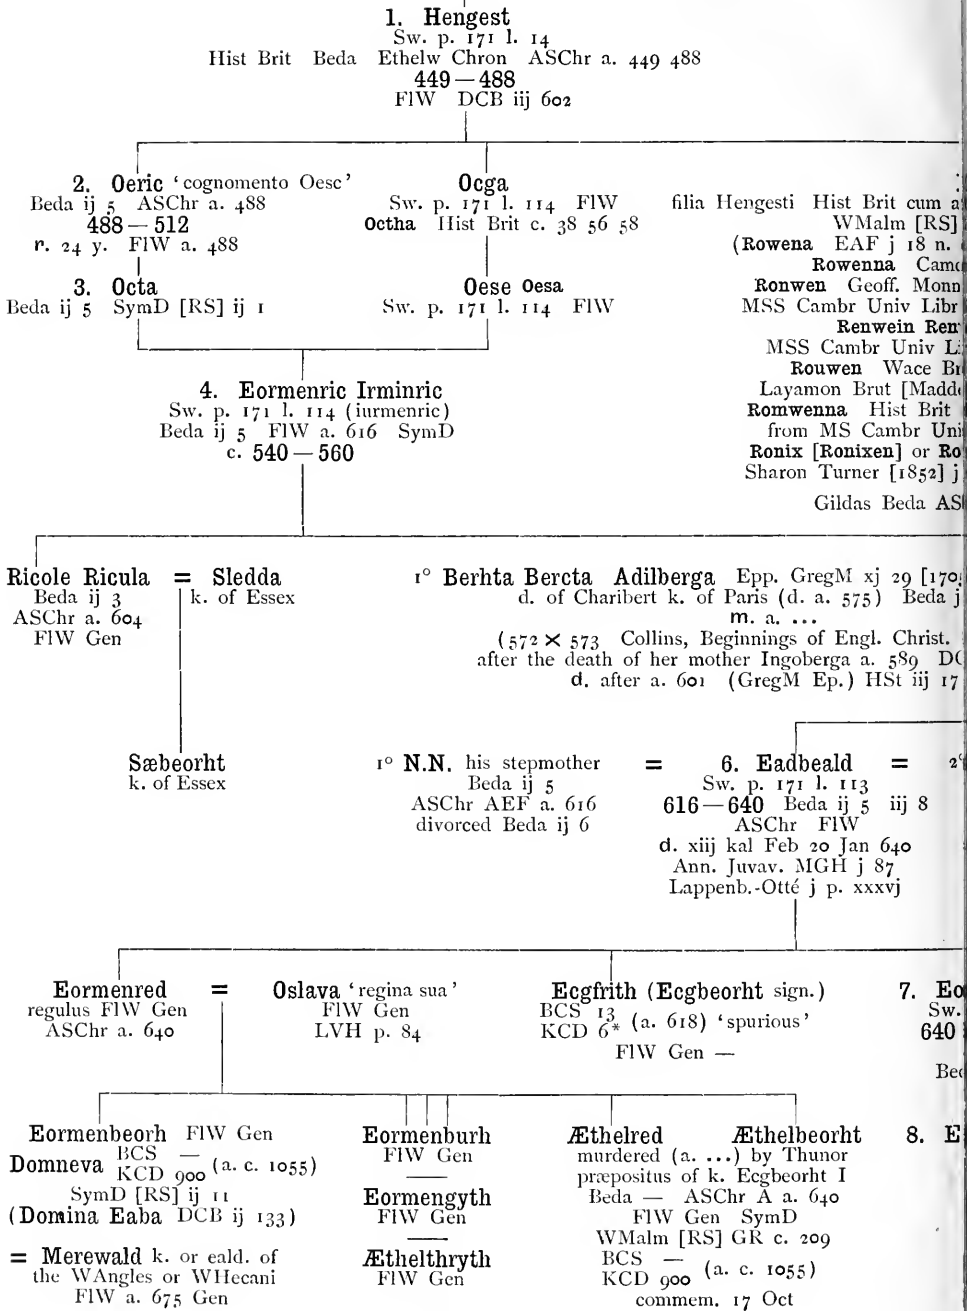 1. Hengest
Sw. p. 171 l. 14
Hist Brit Beda Ethelw Chron ASChr a. 449 488
449—488
FlW DCB iij 602
2. Oeric ‘cognomento Oesc’
Beda ij 5 ASChr a. 488
488—512
r. 24 y. FlW a. 488
3. Octa
Beda ij 5 SymD [RS] ij 1
Ocga
Sw. p. 171 l. 114 FlW
Octha Hist Brit c. 38 56 58
Oese Oesa
Sw. p. 171 l. 114 FlW
filia Hengesti Hist Brit cum
WMalm [RS]
(Rowena EAF j 18 n.
Rowenna
Ronwen Geoff. Monn
MSS Cambr Univ Libr
Renwein
MSS Cambr Univ
Rouwen Wace
Layamon Brut
Romwenna Hist Brit
from MS Cambr
Ronix [Ronixen] or
Sharon Turner [1852] j
Gildas Beda
4. Eormenric Irminric
Sw. p. 171 l. 114 (iurmenric)
Beda ij 5 FlW a. 616 SymD
c. 540—560
Ricole Ricula = Sledda
Beda ij 3 k. of Essex
ASChr a. 604
FlW Gen
1° Berhta Bercta Adilberga Epp. GregM xj 29
d. of Charibert k. of Paris (d. a. 575) Beda j
m. a. ...
(572 × 573 Collins, Beginnings of Engl. Christ.
after the death of her mother Ingoberga a. 589
d. after a. 601 (GregM Ep.) HSt iij 17
Sæbeorht
k. of Essex
1° N.N. his stepmother =
Beda ij 5
ASChr AEF a. 616
divorced Beda ij 6
6. Eadbeald =
Sw. p. 171 l. 113
616—640 Beda ij 5 iij 8
ASChr FlW
d. xiij kal Feb 20 Jan 640
Ann. Juvav. MGH j 87
Lappenb.-Otté j p. xxxvj
Eormenred =
regulus FlW Gen
ASChr a. 640
Oslava ‘regina sua’
FlW Gen
LVH p. 84
Ecgfrith (Ecgbeorht sign.)
BCS 13
KCD 6* (a. 618) ‘spurious’
FlW Gen —
7.
Sw.
640
Eormenbeorh FlW Gen
Domneva BCS —
KCD 900 (a. c. 1055)
SymD [RS] ij 11
(Domina Eaba DCB ij 133)
= Merewald k. or eald. of
the WAngles or WHecani
FlW a. 675 Gen
Eormenburh
FlW Gen
Eormengyth
FlW Gen
Æthelthryth
FlW Gen
Æthelred Æthelbeorht
murdered (a. ...) by Thunor
præpositus of k. Ecgbeorht I
Beda — ASChr A a. 640
FlW Gen SymD
WMalm [RS] GR c. 209
BCS —
KCD 900 (a. c. 1055)
commem. 17 Oct
8.